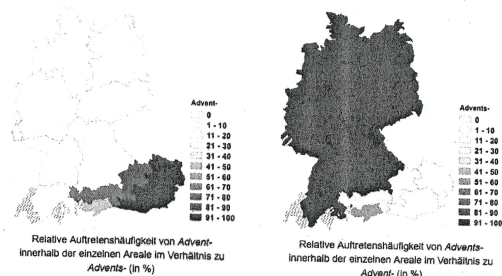 Advent-
0
1 - 10
11 - 20
21 - 30
31 - 40
41 - 50
51 - 60
61 - 70
71 - 80
81 - 90
91 - 100
Relative Auftretenshäufigkeit von Advent-
innerhalb der einzelnen Areale im Verhältnis zu
Advents- (in %)
Advents-
0
1 - 10
11 - 20
21 - 30
31 - 40
41 - 50
51 - 60
61 - 70
71 - 80
81 - 90
91 - 100
Relative Auftretenshäufigkeit von Advents-
innerhalb der einzelnen Areale im Verhältnis zu
Advent- (in %)